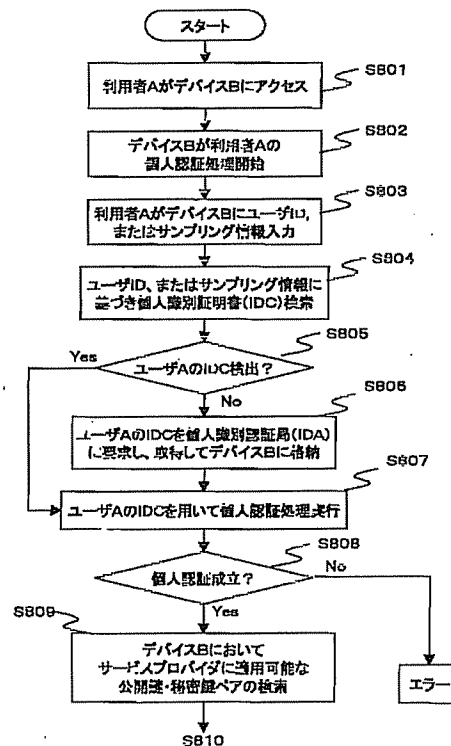 スタート
S801
利用者AがデバイスBにアクセス
S802
デバイスBが利用者Aの
個人認証処理開始
S803
利用者AがデバイスBにユーザID,
またはサンプリング情報入力
S804
ユーザID、またはサンプリング情報に
基づき個人識別証明書(IDC)検索
S805
Yes
ユーザAのIDC検出?
No
S806
ユーザAのIDCを個人識別認証局(IDA)
に要求し、取得してデバイスBに格納
S807
ユーザAのIDCを用いて個人認証処理実行
S808
個人認証成立?
No
S809
Yes
デバイスBにおいて
サービスプロバイダに適用可能な
公開鍵・秘密鍵ペアの検索
エラー
S810